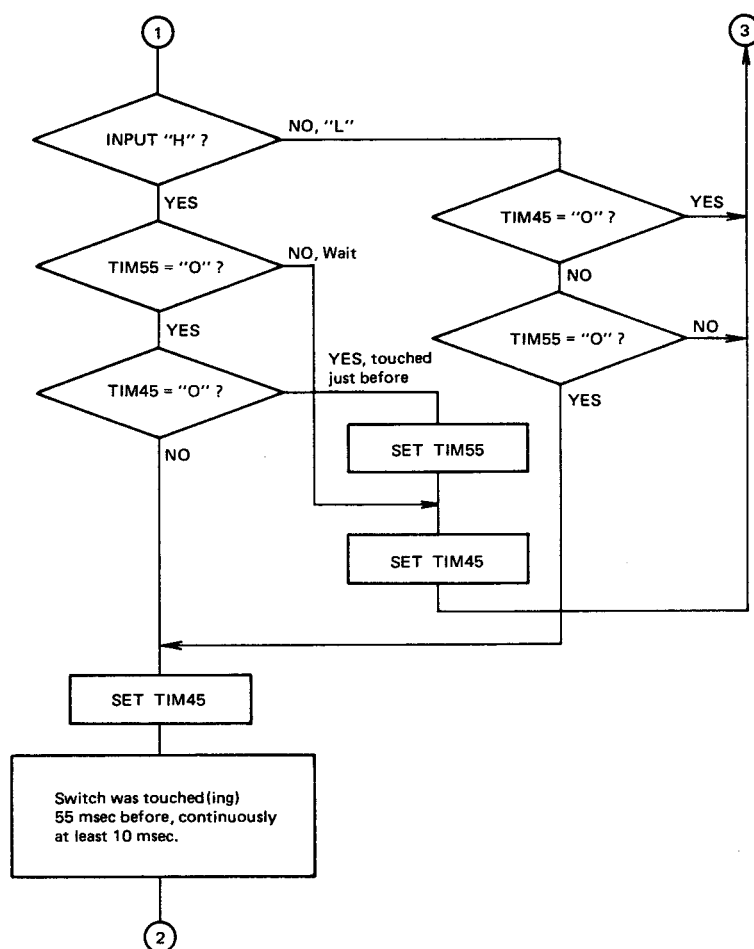 1
3
INPUT "H" ?
NO, "L"
YES
TIM45 = "O" ?
YES
TIM55 = "O" ?
NO, Wait
NO
TIM55 = "O" ?
NO
YES
YES, touched
just before
TIM45 = "O" ?
YES
NO
SET TIM55
SET TIM45
SET TIM45
Switch was touched(ing)
55 msec before, continuously
at least 10 msec.
2